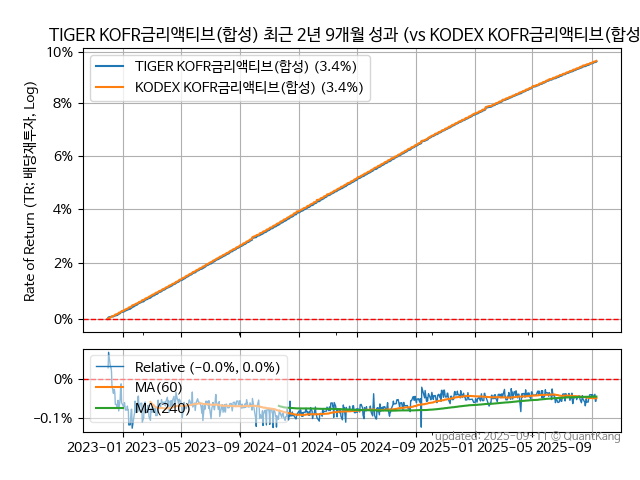 TIGER KOFR금리액티브(합성) 최근 2년 9개월 성과 (vs KODEX KOFR금리액티브(합성
Rate of Return (TR; 배당재투자, Log)
10%
8%
6%
4%
2%
0%
TIGER KOFR금리액티브(합성) (3.4%)
KODEX KOFR금리액티브(합성) (3.4%)
0%
−0.1%
Relative (−0.0%, 0.0%)
MA(60)
MA(240)
2023−01 2023−05 2023−09 2024−01 2024−05 2024−09 2025−01 2025−05 2025−09
updated: 2025−09−11 © QuantKang